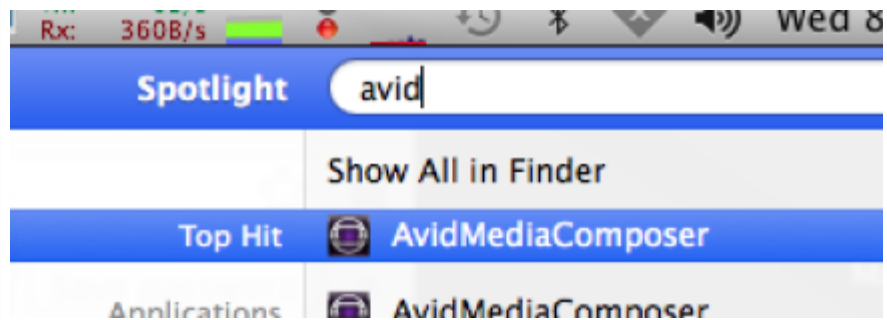 Rx: 360B/s Wed 8
Spotlight avid
Show All in Finder
Top Hit AvidMediaComposer
Applications AvidMediaComposer